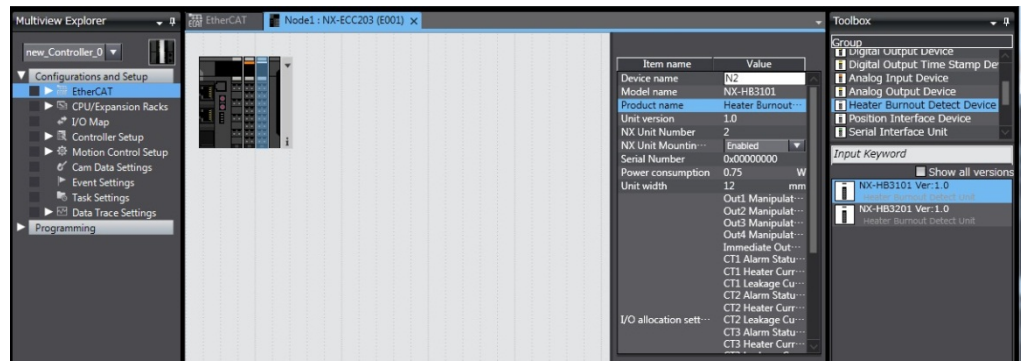 Multiview Explorer
new_Controller_0
Configurations and Setup
EtherCAT
CPU/Expansion Racks
I/O Map
Controller Setup
Motion Control Setup
Cam Data Settings
Event Settings
Task Settings
Data Trace Settings
Programming
EtherCAT
Node1 : NX-ECC203 (E001)
Item name Value
Device name N2
Model name NX-HB3101
Product name Heater Burnout···
Unit version 1.0
NX Unit Number 2
NX Unit Mountin··· Enabled
Serial Number 0x00000000
Power consumption 0.75 W
Unit width 12 mm
Out1 Manipulat···
Out2 Manipulat···
Out3 Manipulat···
Out4 Manipulat···
Immediate Out···
CT1 Alarm Statu···
CT1 Heater Curr···
CT1 Leakage Cu···
CT2 Alarm Statu···
CT2 Heater Curr···
I/O allocation sett··· CT2 Leakage Cu···
CT3 Alarm Statu···
CT3 Heater Curr···
Toolbox
Group
Digital Output Device
Digital Output Time Stamp De
Analog Input Device
Analog Output Device
Heater Burnout Detect Device
Position Interface Device
Serial Interface Unit
Input Keyword
Show all versions
NX-HB3101 Ver:1.0
Heater Burnout Detect Unit
NX-HB3201 Ver:1.0
Heater Burnout Detect Unit